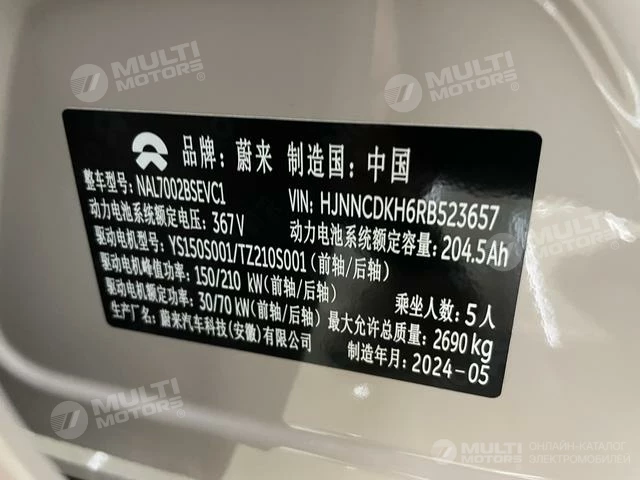 MULTI MOTORS
MULTI MOTORS
品牌: 蔚来 制造国: 中国
整车型号: NAL7002BSEVC1 VIN: HJNNCDKH6RB523657
动力电池系统额定电压: 367V 动力电池系统额定容量: 204.5Ah
驱动电机型号: YS150S001/TZ210S001 (前轴/后轴)
驱动电机峰值功率: 150/210 kW (前轴/后轴)
驱动电机额定功率: 30/70 kW (前轴/后轴) 乘坐人数: 5人
生产厂名: 蔚来汽车科技(安徽)有限公司 最大允许总质量: 2690 kg
制造年月: 2024-05
MULTI MOTORS
MULTI MOTORS ОНЛАЙН-КАТАЛОГ ЭЛЕКТРОМОБИЛЕЙ